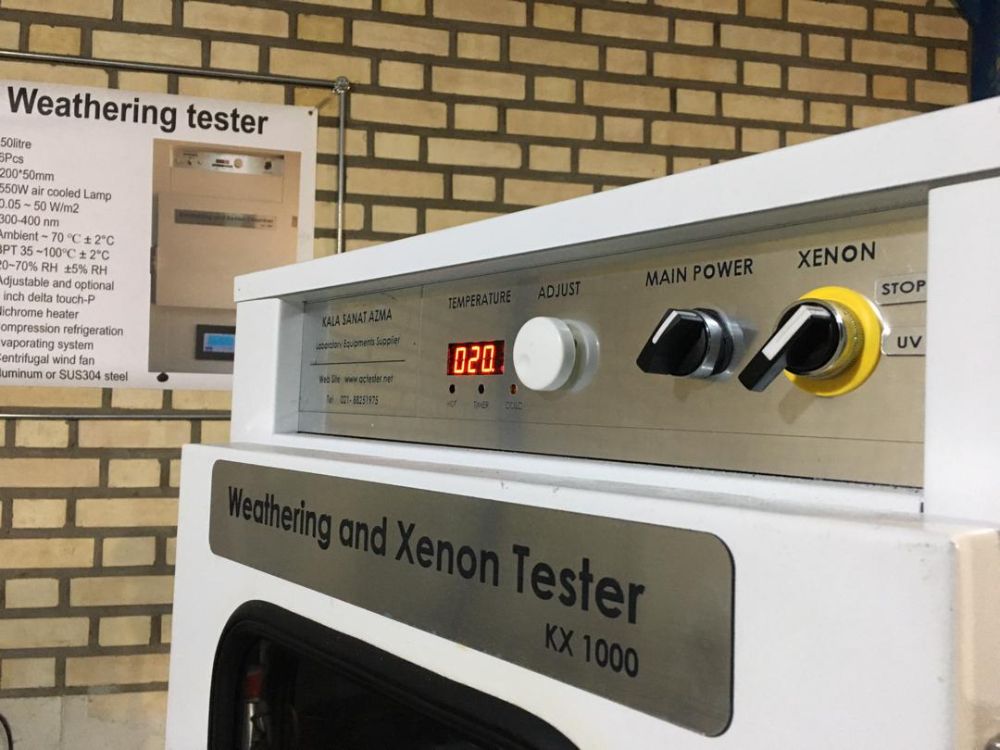 Weathering tester
50litre
6Pcs
200*50mm
550W air cooled Lamp
0.05 ~ 50 W/m2
300-400 nm
Ambient ~ 70 °C ± 2°C
BPT 35 ~100°C ± 2°C
20~70% RH ±5% RH
Adjustable and optional
inch delta touch-P
Nichrome heater
ompression refrigeration
vaporating system
entrifugal wind fan
luminum or SUS304 steel
KALA SANAT AZMA
Laboratory Equipments Supplier
Web Site www.qctester.net
Tel 021- 88251975
TEMPERATURE
ADJUST
020.
HOT TIMER COLD
MAIN POWER
XENON
STOP
UV
Weathering and Xenon Tester
KX 1000